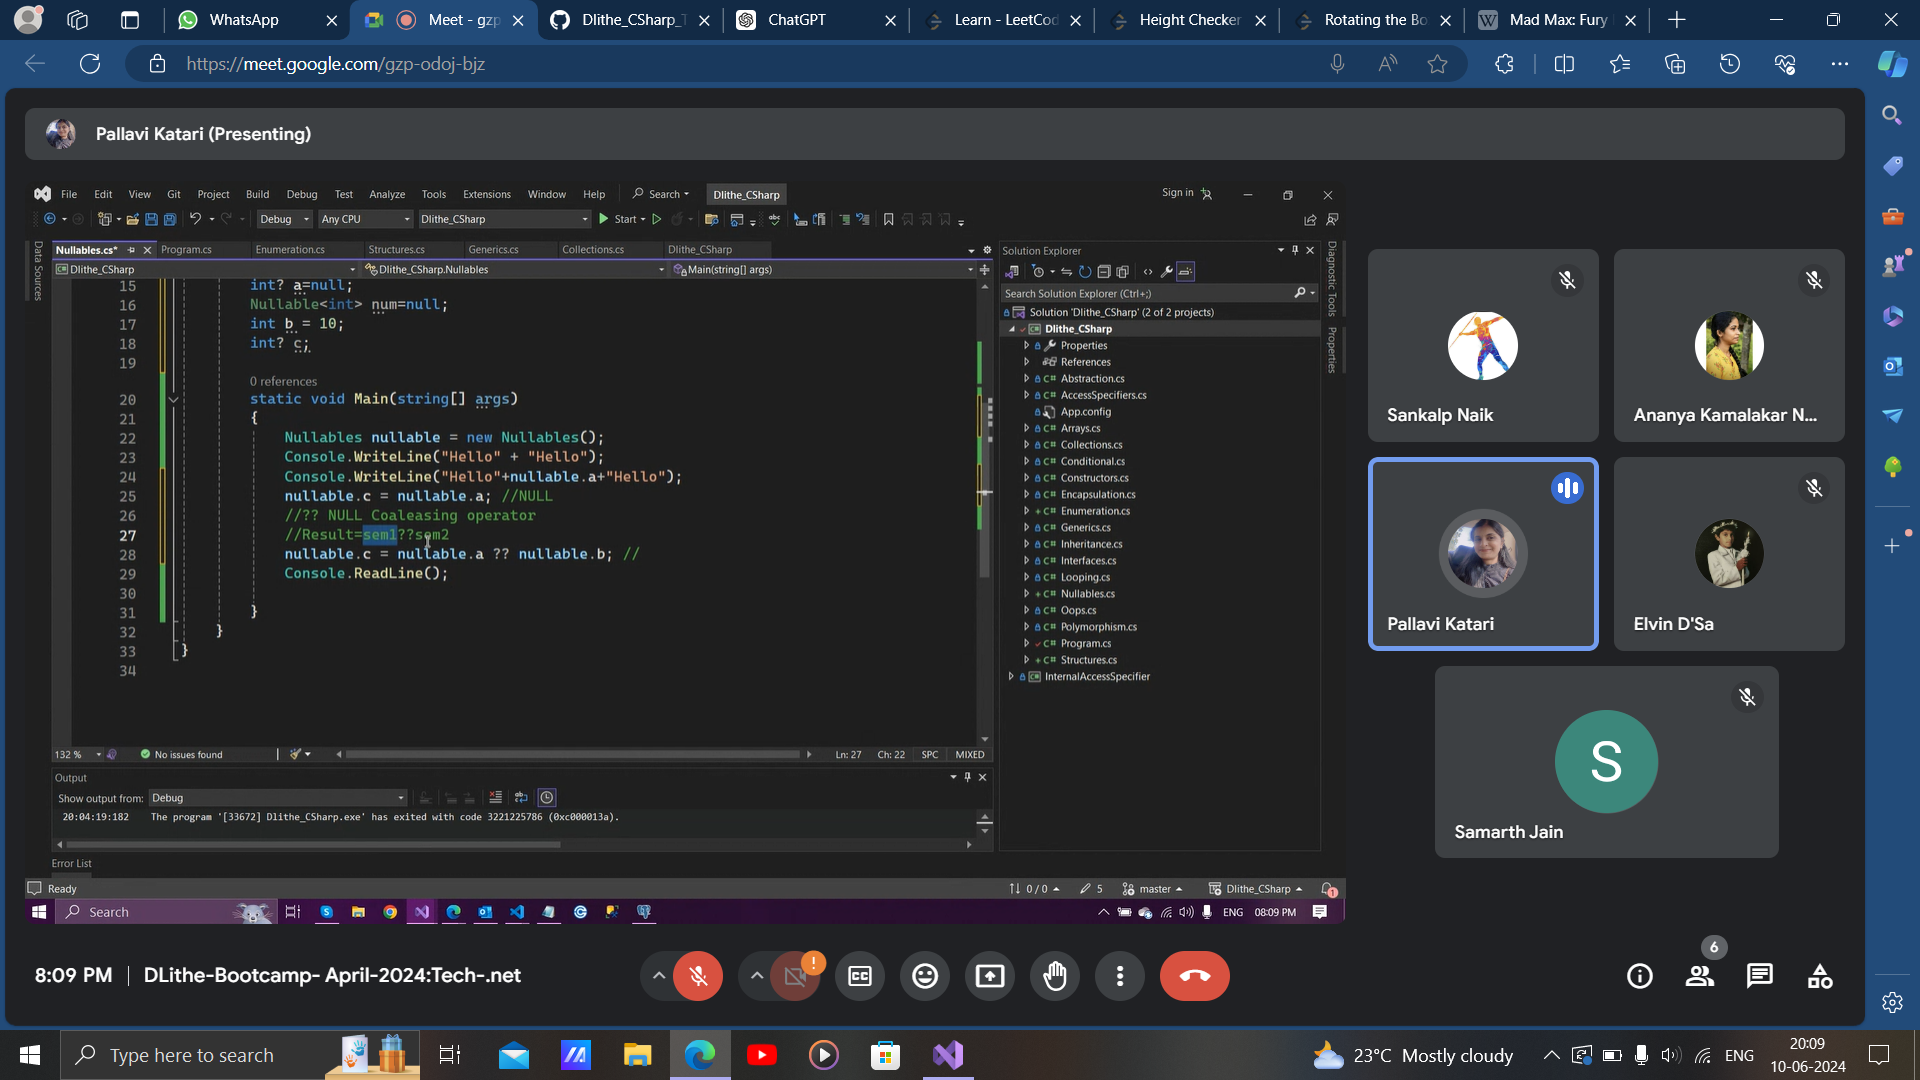 WhatsApp
Meet - gzp
Dlithe_CSharp_T
ChatGPT
Learn - LeetCod
Height Checker
Rotating the Bo
Mad Max: Fury
https://meet.google.com/gzp-odoj-bjz
Pallavi Katari (Presenting)
File Edit View Git Project Build Debug Test Analyze Tools Extensions Window Help Search Dlithe_CSharp Sign in
Debug Any CPU Dlithe_CSharp Start
Data Sources
Nullables.cs* Program.cs Enumeration.cs Structures.cs Generics.cs Collections.cs Dlithe_CSharp
Dlithe_CSharp Dlithe_CSharp.Nullables Main(string[] args)
15 int? a=null;
16 Nullable<int> num=null;
17 int b = 10;
18 int? c;
19
0 references
20 static void Main(string[] args)
21 {
22 Nullables nullable = new Nullables();
23 Console.WriteLine("Hello" + "Hello");
24 Console.WriteLine("Hello"+nullable.a+"Hello");
25 nullable.c = nullable.a; //NULL
26 //?? NULL Coaleasing operator
27 //Result=sem1??sem2
28 nullable.c = nullable.a ?? nullable.b; //
29 Console.ReadLine();
30
31 }
32 }
33 }
34
132 % No issues found Ln: 27 Ch: 22 SPC MIXED
Output
Show output from: Debug
20:04:19:182 The program '[33672] Dlithe_CSharp.exe' has exited with code 3221225786 (0xc000013a).
Error List
Ready 0 / 0 5 master Dlithe_CSharp 1
Search ENG 08:09 PM
Solution Explorer
Search Solution Explorer (Ctrl+;)
Solution 'Dlithe_CSharp' (2 of 2 projects)
Dlithe_CSharp
Properties
References
C# Abstraction.cs
C# AccessSpecifiers.cs
App.config
C# Arrays.cs
C# Collections.cs
C# Conditional.cs
C# Constructors.cs
C# Encapsulation.cs
C# Enumeration.cs
C# Generics.cs
C# Inheritance.cs
C# Interfaces.cs
C# Looping.cs
C# Nullables.cs
C# Oops.cs
C# Polymorphism.cs
C# Program.cs
C# Structures.cs
InternalAccessSpecifier
Diagnostic Tools
Properties
Sankalp Naik
Ananya Kamalakar N...
Pallavi Katari
Elvin D'Sa
S
Samarth Jain
8:09 PM | DLithe-Bootcamp- April-2024:Tech-.net
CC
6
Type here to search
23°C Mostly cloudy
ENG
20:09
10-06-2024